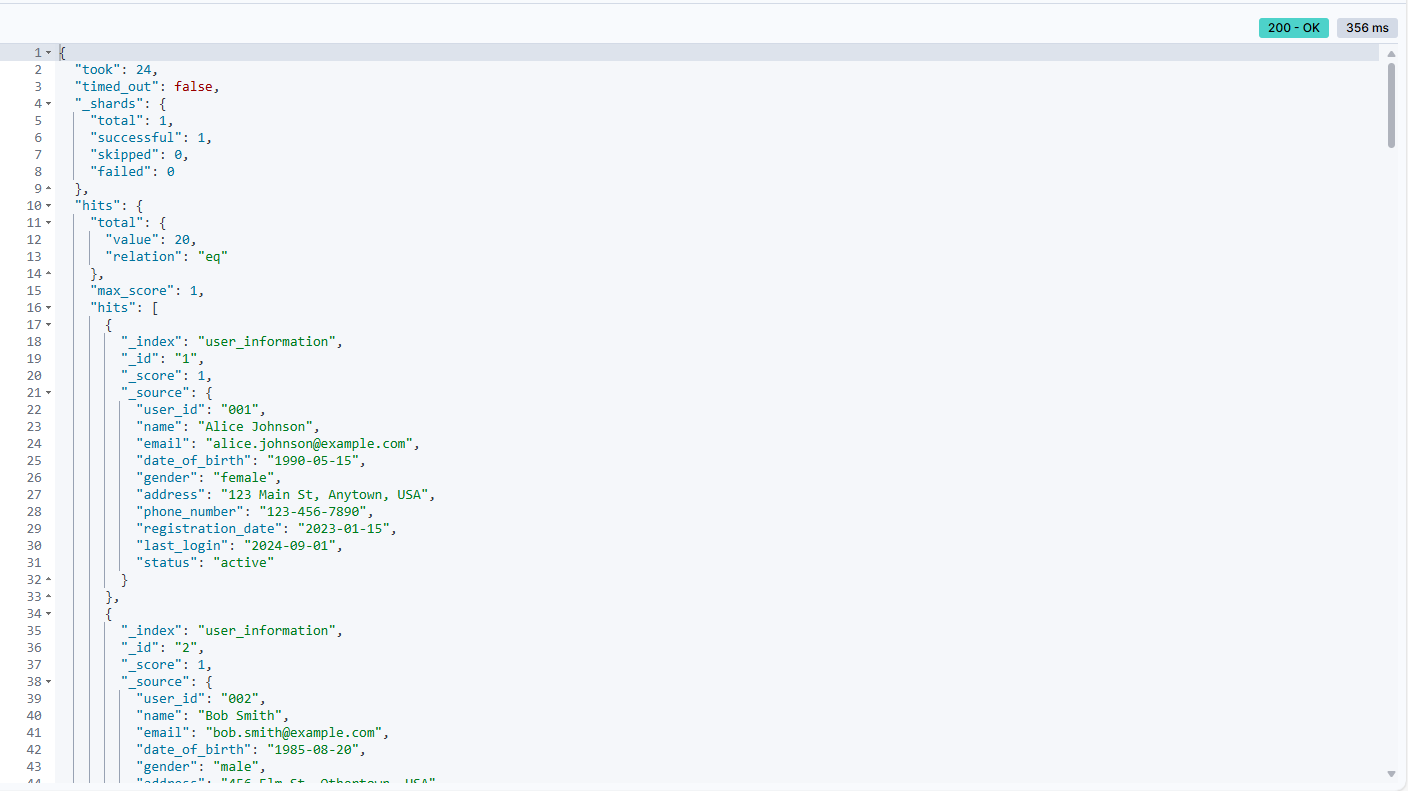 200 - OK 356 ms
1 {
2 "took": 24,
3 "timed_out": false,
4 "_shards": {
5 "total": 1,
6 "successful": 1,
7 "skipped": 0,
8 "failed": 0
9 },
10 "hits": {
11 "total": {
12 "value": 20,
13 "relation": "eq"
14 },
15 "max_score": 1,
16 "hits": [
17 {
18 "_index": "user_information",
19 "_id": "1",
20 "_score": 1,
21 "_source": {
22 "user_id": "001",
23 "name": "Alice Johnson",
24 "email": "alice.johnson@example.com",
25 "date_of_birth": "1990-05-15",
26 "gender": "female",
27 "address": "123 Main St, Anytown, USA",
28 "phone_number": "123-456-7890",
29 "registration_date": "2023-01-15",
30 "last_login": "2024-09-01",
31 "status": "active"
32 }
33 },
34 {
35 "_index": "user_information",
36 "_id": "2",
37 "_score": 1,
38 "_source": {
39 "user_id": "002",
40 "name": "Bob Smith",
41 "email": "bob.smith@example.com",
42 "date_of_birth": "1985-08-20",
43 "gender": "male",
44 "address": "456 Elm St, Othertown, USA"